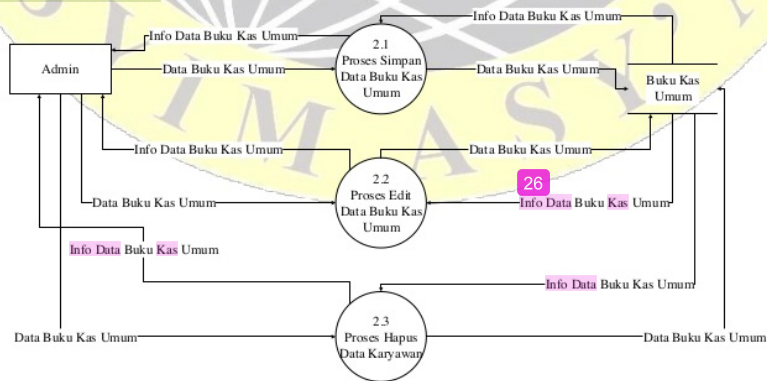 Info Data Buku Kas Umum
Info Data Buku Kas Umum
2.1
Proses Simpan
Data Buku Kas
Umum
Admin
Data Buku Kas Umum
Data Buku Kas Umum
Buku Kas
Umum
Info Data Buku Kas Umum
Data Buku Kas Umum
2.2
Proses Edit
Data Buku Kas
Umum
26
Data Buku Kas Umum
Info Data Buku Kas Umum
Info Data Buku Kas Umum
Info Data Buku Kas Umum
2.3
Proses Hapus
Data Karyawan
Data Buku Kas Umum
Data Buku Kas Umum
VIMASY